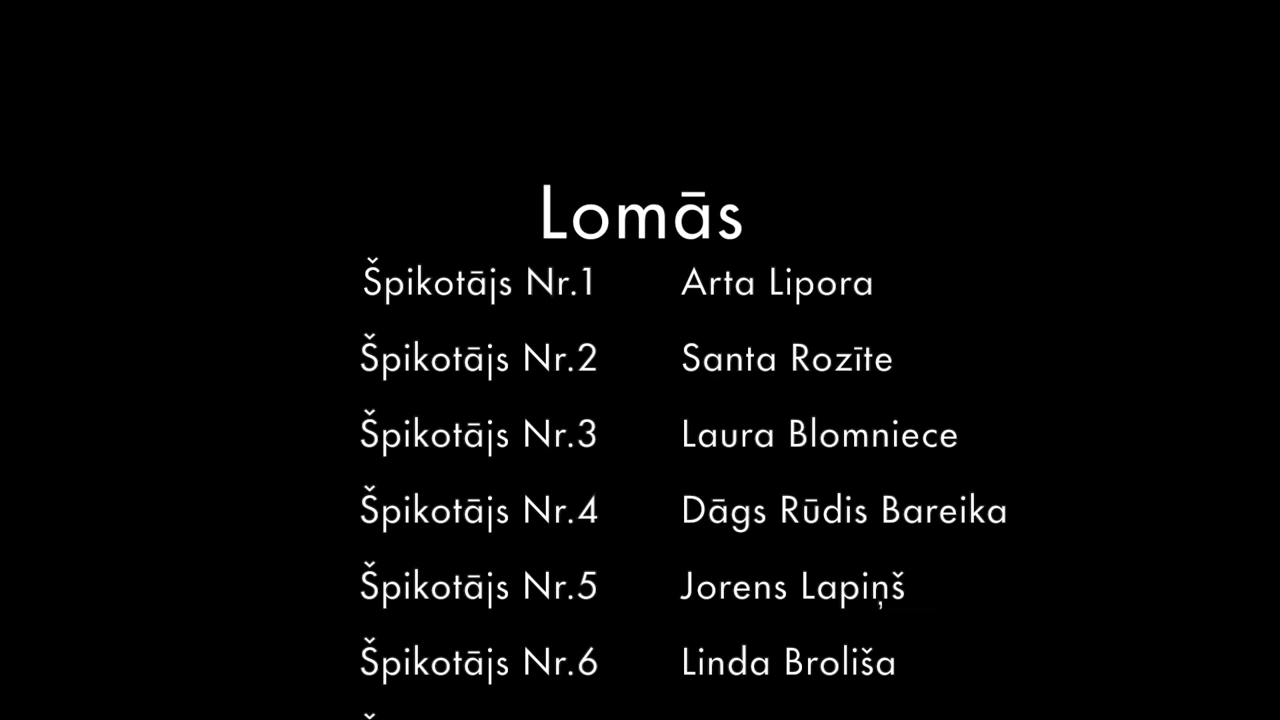 Lomās
Špikotājs Nr.1 Arta Lipora
Špikotājs Nr.2 Santa Rozīte
Špikotājs Nr.3 Laura Blomniece
Špikotājs Nr.4 Dāgs Rūdis Bareika
Špikotājs Nr.5 Jorens Lapiņš
Špikotājs Nr.6 Linda Broliša